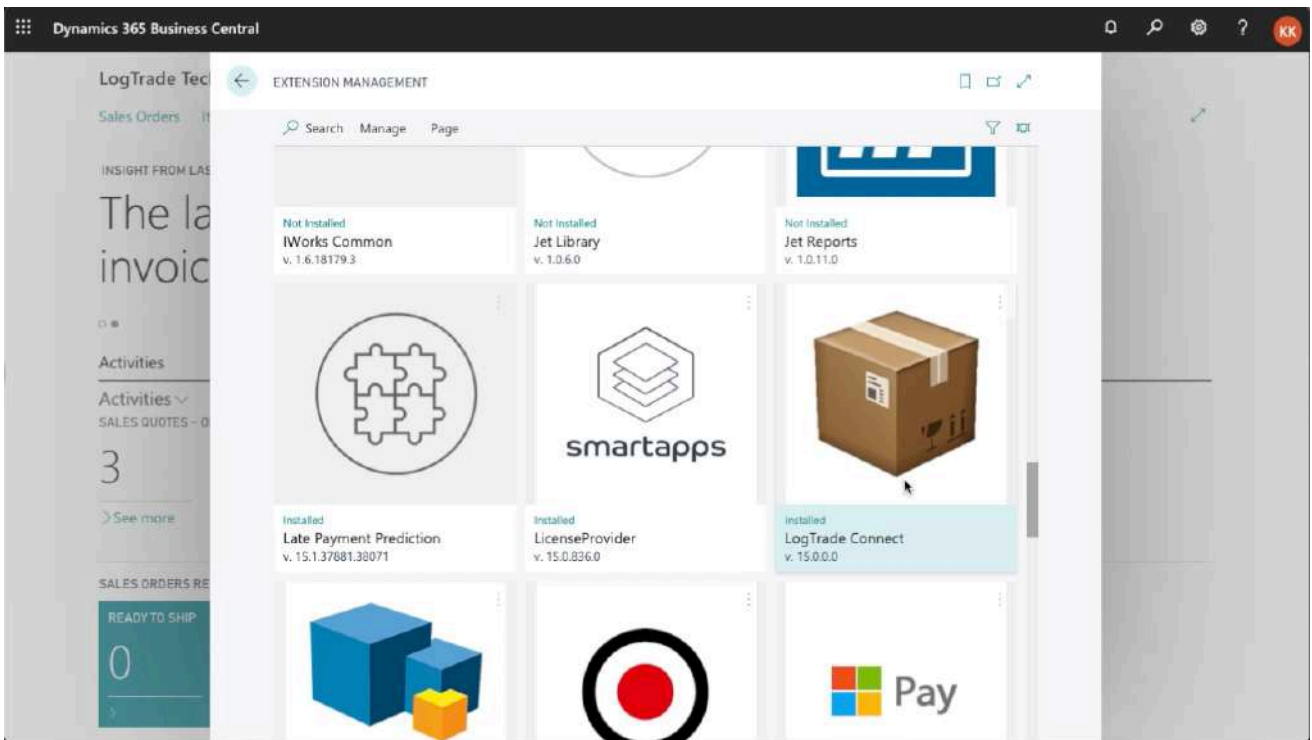 Dynamics 365 Business Central
KK
LogTrade Tec
EXTENSION MANAGEMENT
Sales Orders
Search Manage Page
INSIGHT FROM LAS
The la
invoic
Not Installed
IWorks Common
v. 1.6.18179.3
Not Installed
Jet Library
v. 1.0.6.0
Not Installed
Jet Reports
v. 1.0.11.0
Activities
Activities
SALES QUOTES - O
3
>See more
smartapps
Installed
Late Payment Prediction
v. 15.1.37881.38071
Installed
LicenseProvider
v. 15.0.836.0
Installed
LogTrade Connect
v. 15.0.0.0
SALES ORDERS RE
READY TO SHIP
0
Pay